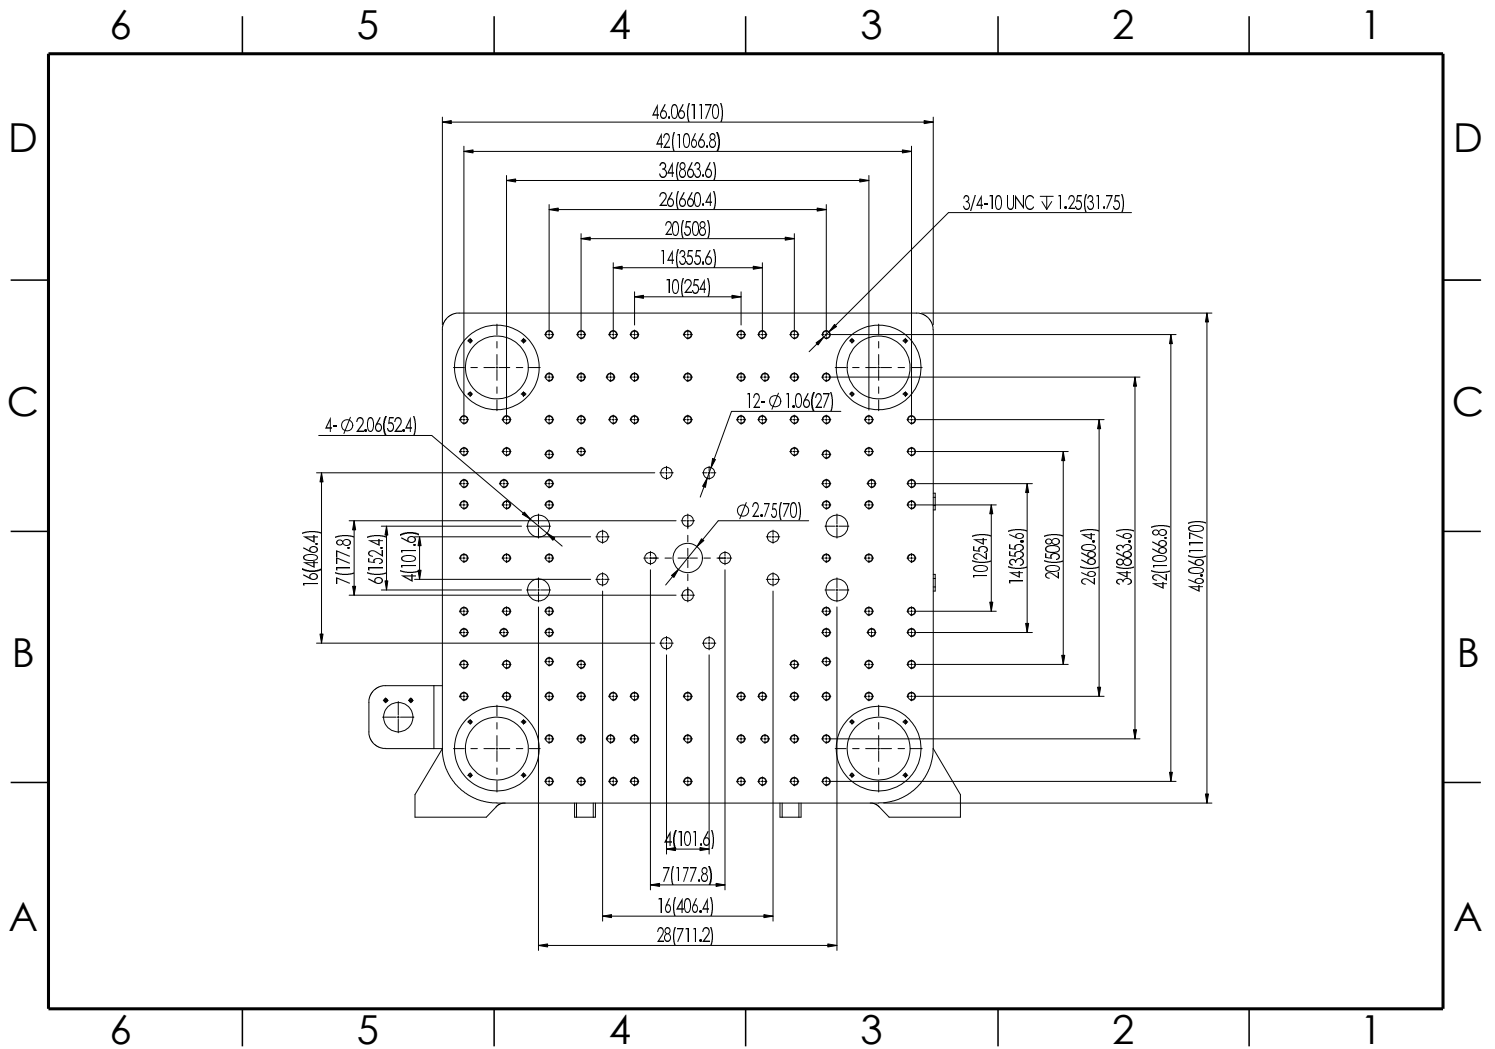 6 5 4 3 2 1
D D
46.06(1170)
42(1066.8)
34(863.6)
26(660.4)
3/4-10 UNC ↧ 1.25(31.75)
20(508)
14(355.6)
10(254)
C C
12- ∅ 1.06(27)
4- ∅ 2.06(52.4)
∅ 2.75(70)
16(406.4)
7(177.8)
6(152.4)
4(101.6)
10(254)
14(355.6)
20(508)
26(660.4)
34(863.6)
42(1066.8)
46.06(1170)
B B
4(101.6)
7(177.8)
16(406.4)
28(711.2)
A A
6 5 4 3 2 1